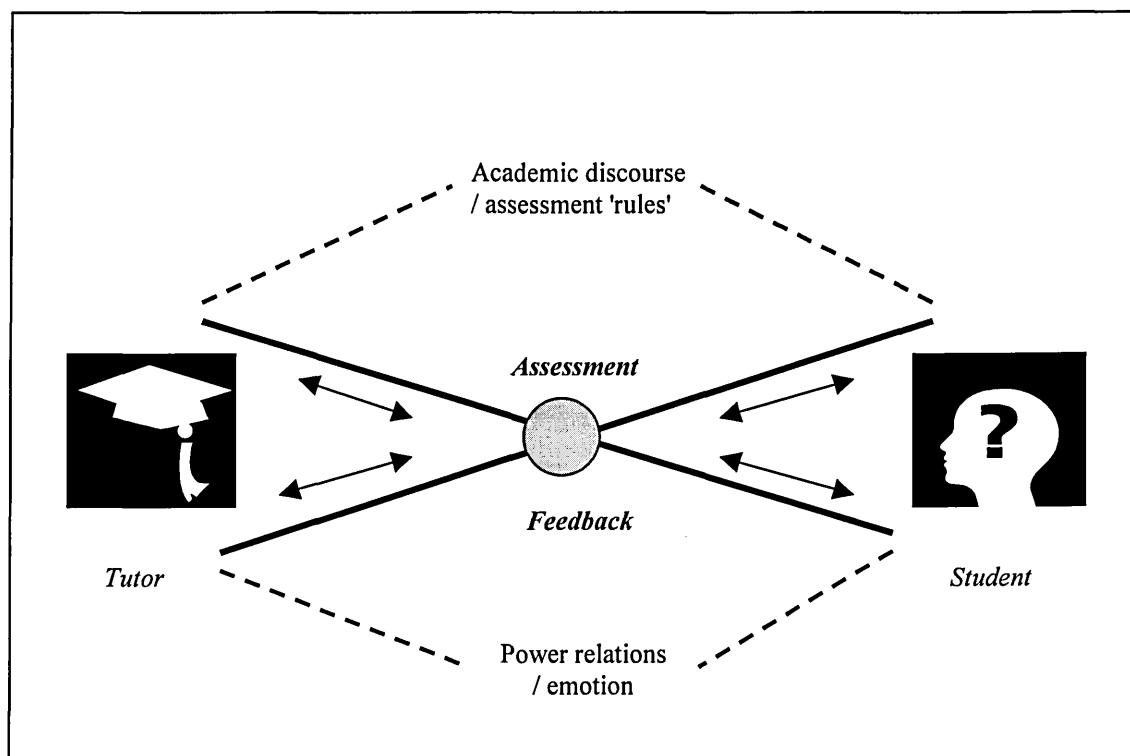 Academic discourse
/ assessment 'rules'
Assessment
?
Feedback
Tutor
Student
Power relations
/ emotion